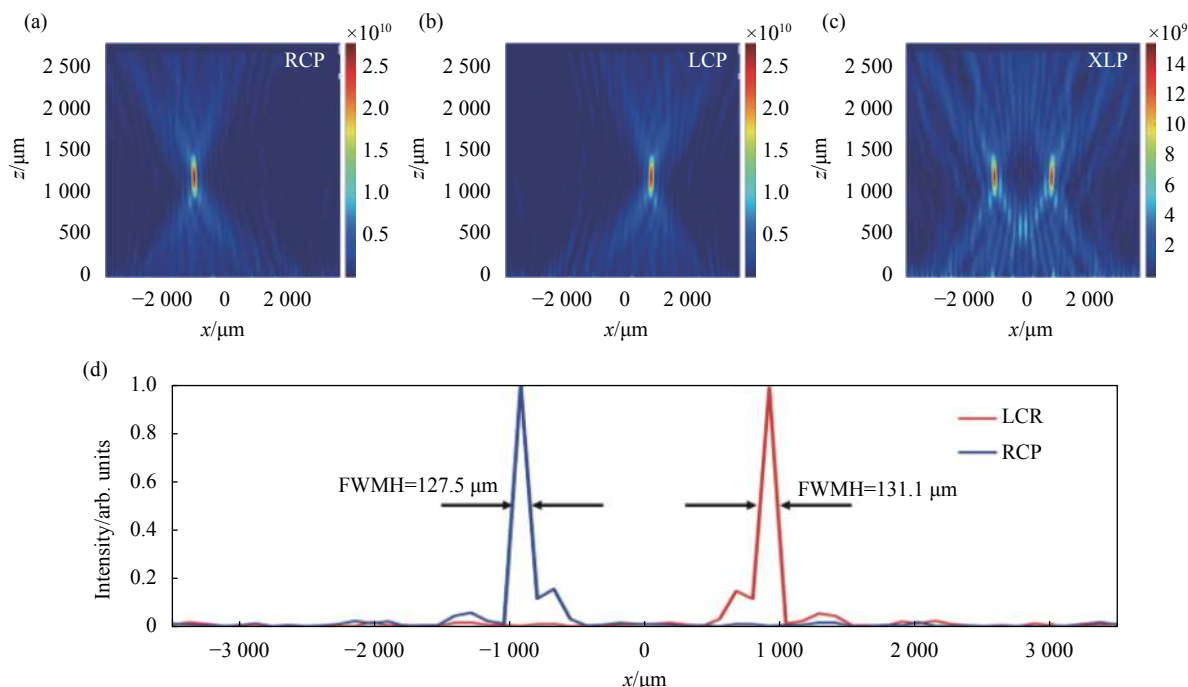 (a)
×10¹⁰
RCP
2 500
2 000
1 500
1 000
500
0
z/μm
2.5
2.0
1.5
1.0
0.5
−2 000 0 2 000
x/μm
(b)
×10¹⁰
LCP
2 500
2 000
1 500
1 000
500
0
z/μm
2.5
2.0
1.5
1.0
0.5
−2 000 0 2 000
x/μm
(c)
×10⁹
XLP
2 500
2 000
1 500
1 000
500
0
z/μm
14
12
10
8
6
4
2
−2 000 0 2 000
x/μm
(d)
1.0
0.8
0.6
0.4
0.2
0
Intensity/arb. units
LCR
RCP
FWMH=127.5 μm
FWMH=131.1 μm
−3 000 −2 000 −1 000 0 1 000 2 000 3 000
x/μm